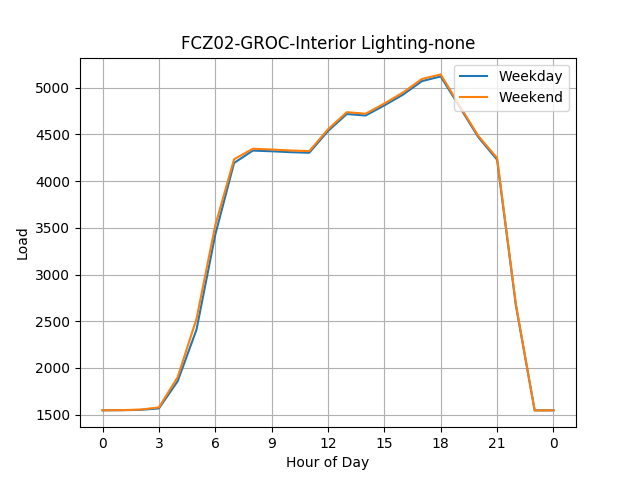 FCZ02-GROC-Interior Lighting-none
Weekday
Weekend
5000
4500
4000
3500
3000
2500
2000
1500
Load
0 3 6 9 12 15 18 21 0
Hour of Day